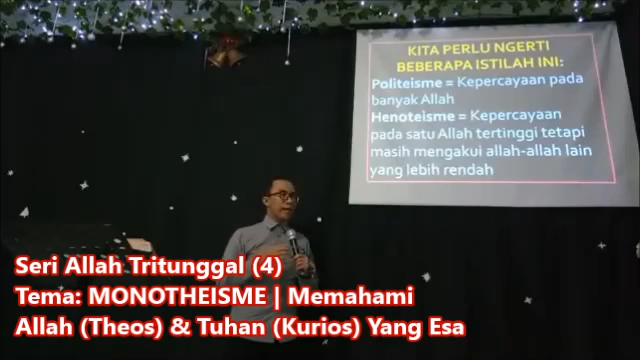 KITA PERLU NGERTI
BEBERAPA ISTILAH INI:
Politeisme = Kepercayaan pada
banyak Allah
Henoteisme = Kepercayaan
pada satu Allah tertinggi tetapi
masih mengakui allah-allah lain
yang lebih rendah
Seri Allah Tritunggal (4)
Tema: MONOTHEISME | Memahami
Allah (Theos) & Tuhan (Kurios) Yang Esa